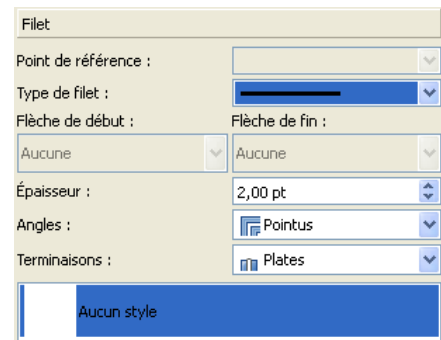 Filet
Point de référence :
Type de filet :
Flèche de début : Flèche de fin :
Aucune Aucune
Épaisseur : 2,00 pt
Angles : Pointus
Terminaisons : Plates
Aucun style